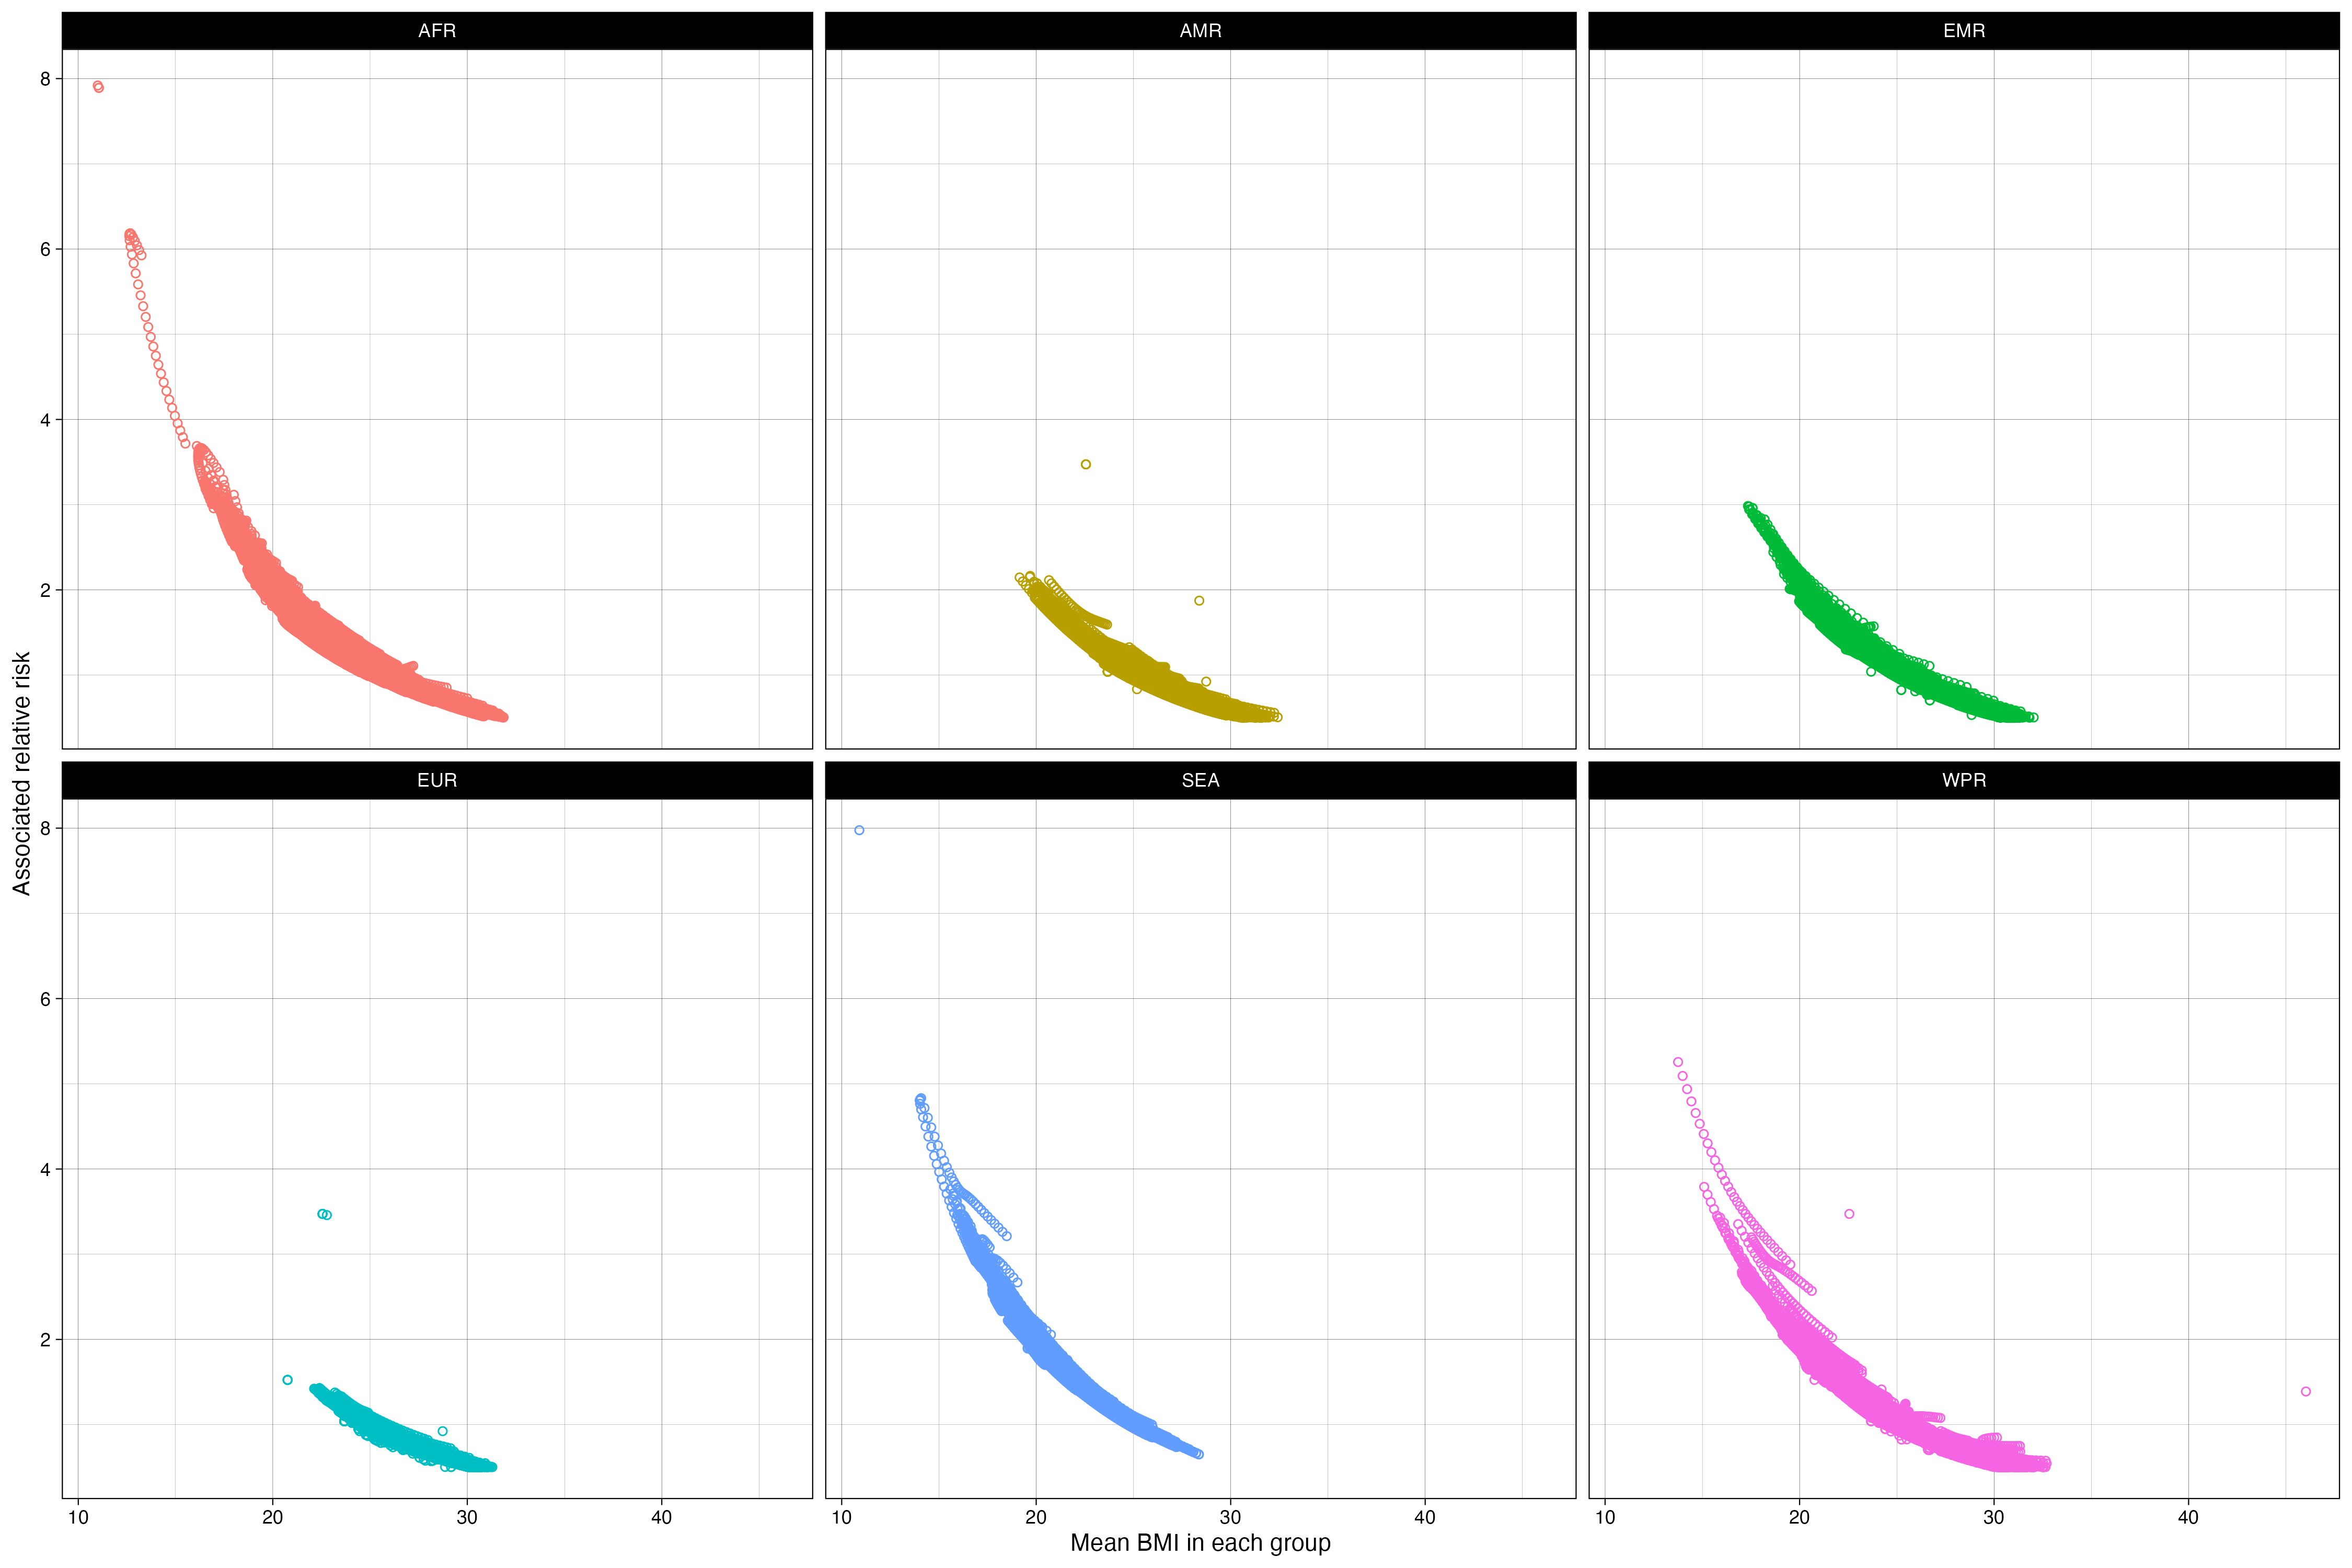 AFR
AMR
EMR
8
6
4
2
Associated relative risk
EUR
SEA
WPR
8
6
4
2
10
20
30
40
10
20
30
40
10
20
30
40
Mean BMI in each group